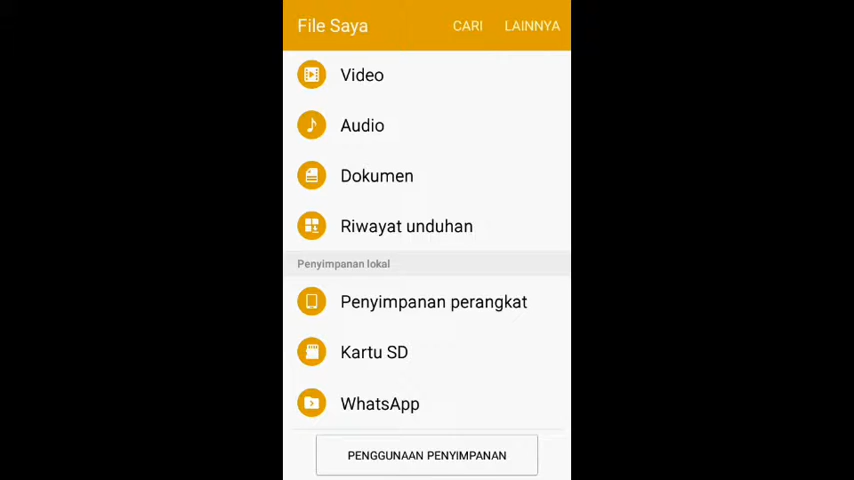 File Saya
CARI
LAINNYA
Video
Audio
Dokumen
Riwayat unduhan
Penyimpanan lokal
Penyimpanan perangkat
Kartu SD
WhatsApp
PENGGUNAAN PENYIMPANAN